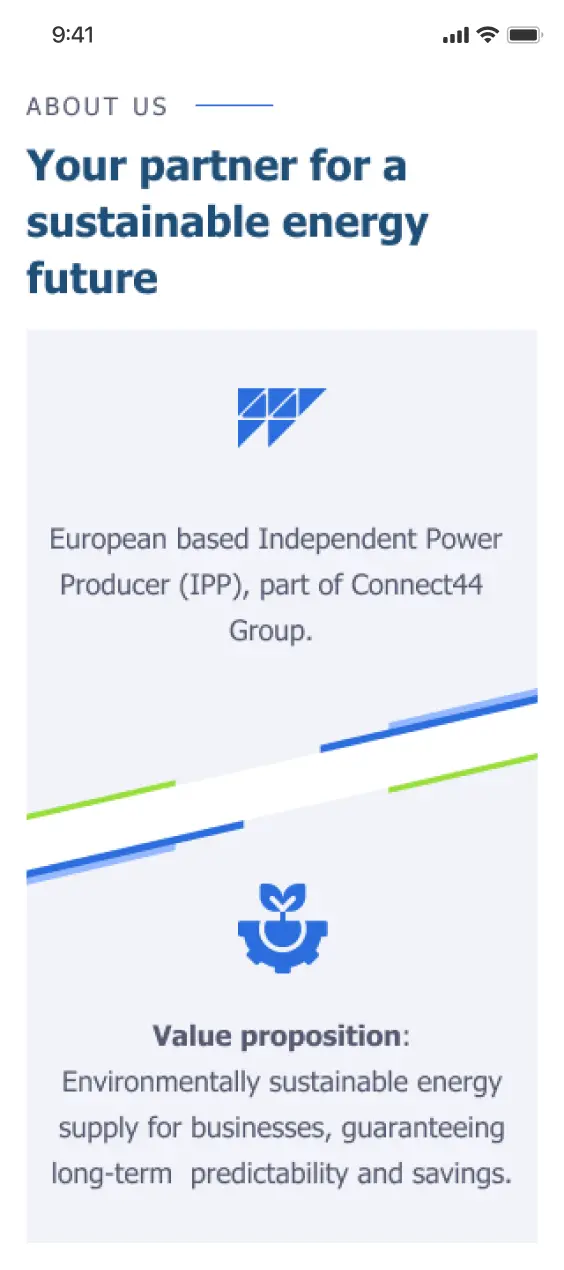 9:41
ABOUT US
Your partner for a
sustainable energy
future
European based Independent Power
Producer (IPP), part of Connect44
Group.
Value proposition:
Environmentally sustainable energy
supply for businesses, guaranteeing
long-term  predictability and savings.